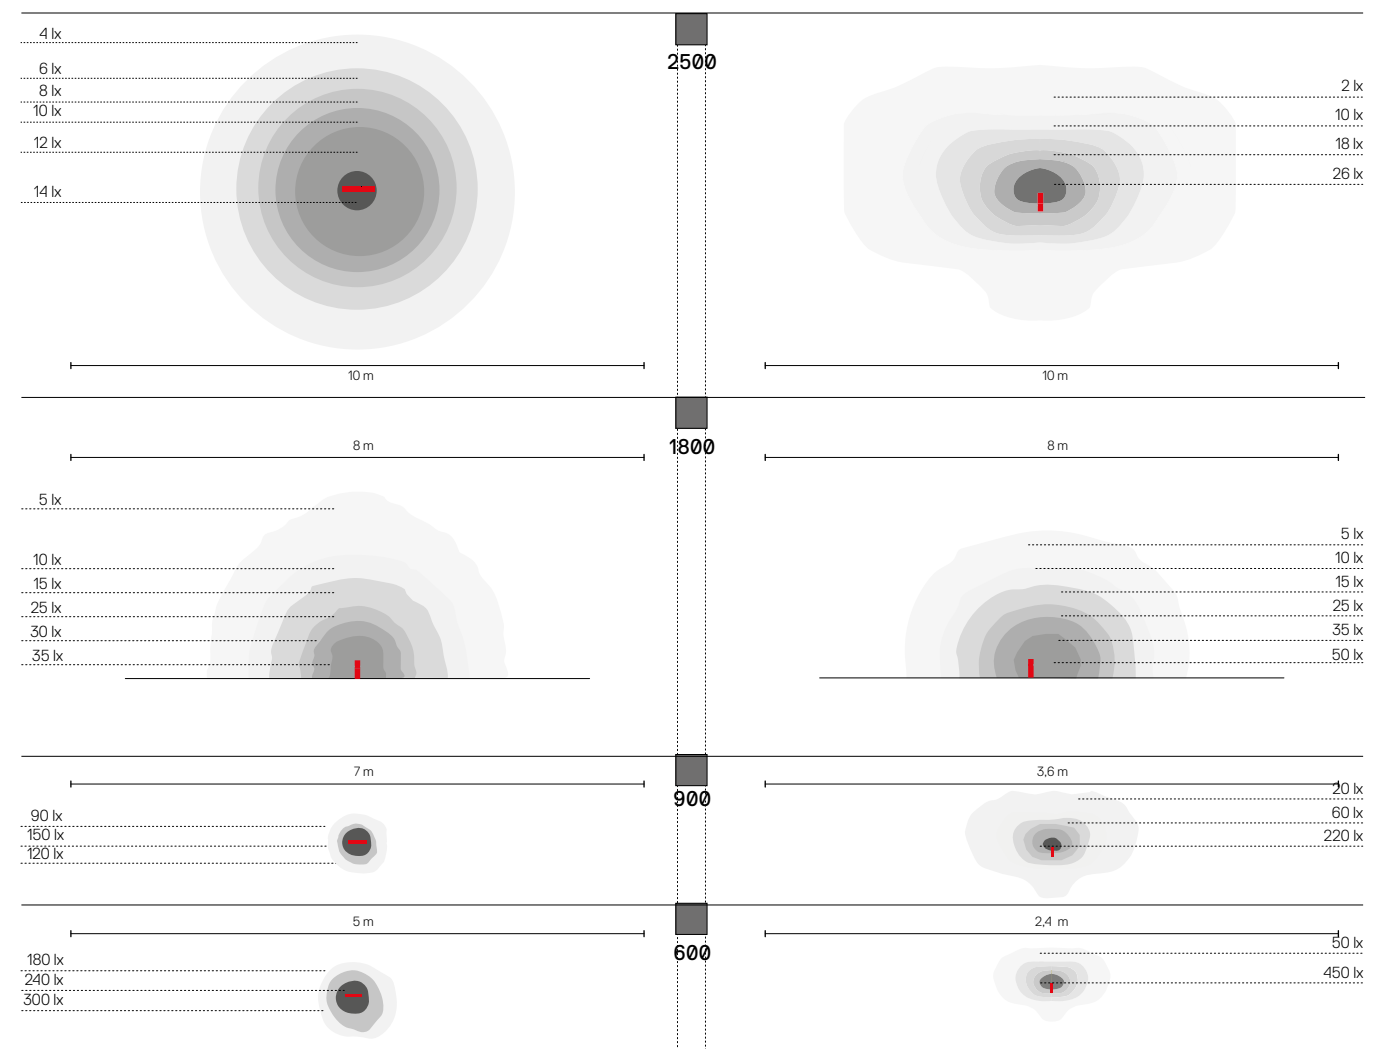 4 lx
6 lx
8 lx
10 lx
12 lx
14 lx
10 m
2500
2 lx
10 lx
18 lx
26 lx
10 m
8 m
5 lx
10 lx
15 lx
25 lx
30 lx
35 lx
1800
8 m
5 lx
10 lx
15 lx
25 lx
35 lx
50 lx
7 m
90 lx
150 lx
120 lx
900
3,6 m
20 lx
60 lx
220 lx
5 m
180 lx
240 lx
300 lx
600
2,4 m
50 lx
450 lx